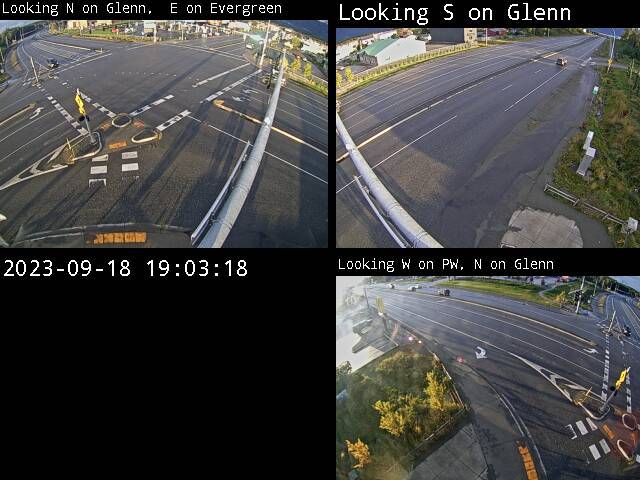 Looking N on Glenn, E on Evergreen
Looking S on Glenn
2023-09-18 19:03:18
Looking W on PW, N on Glenn